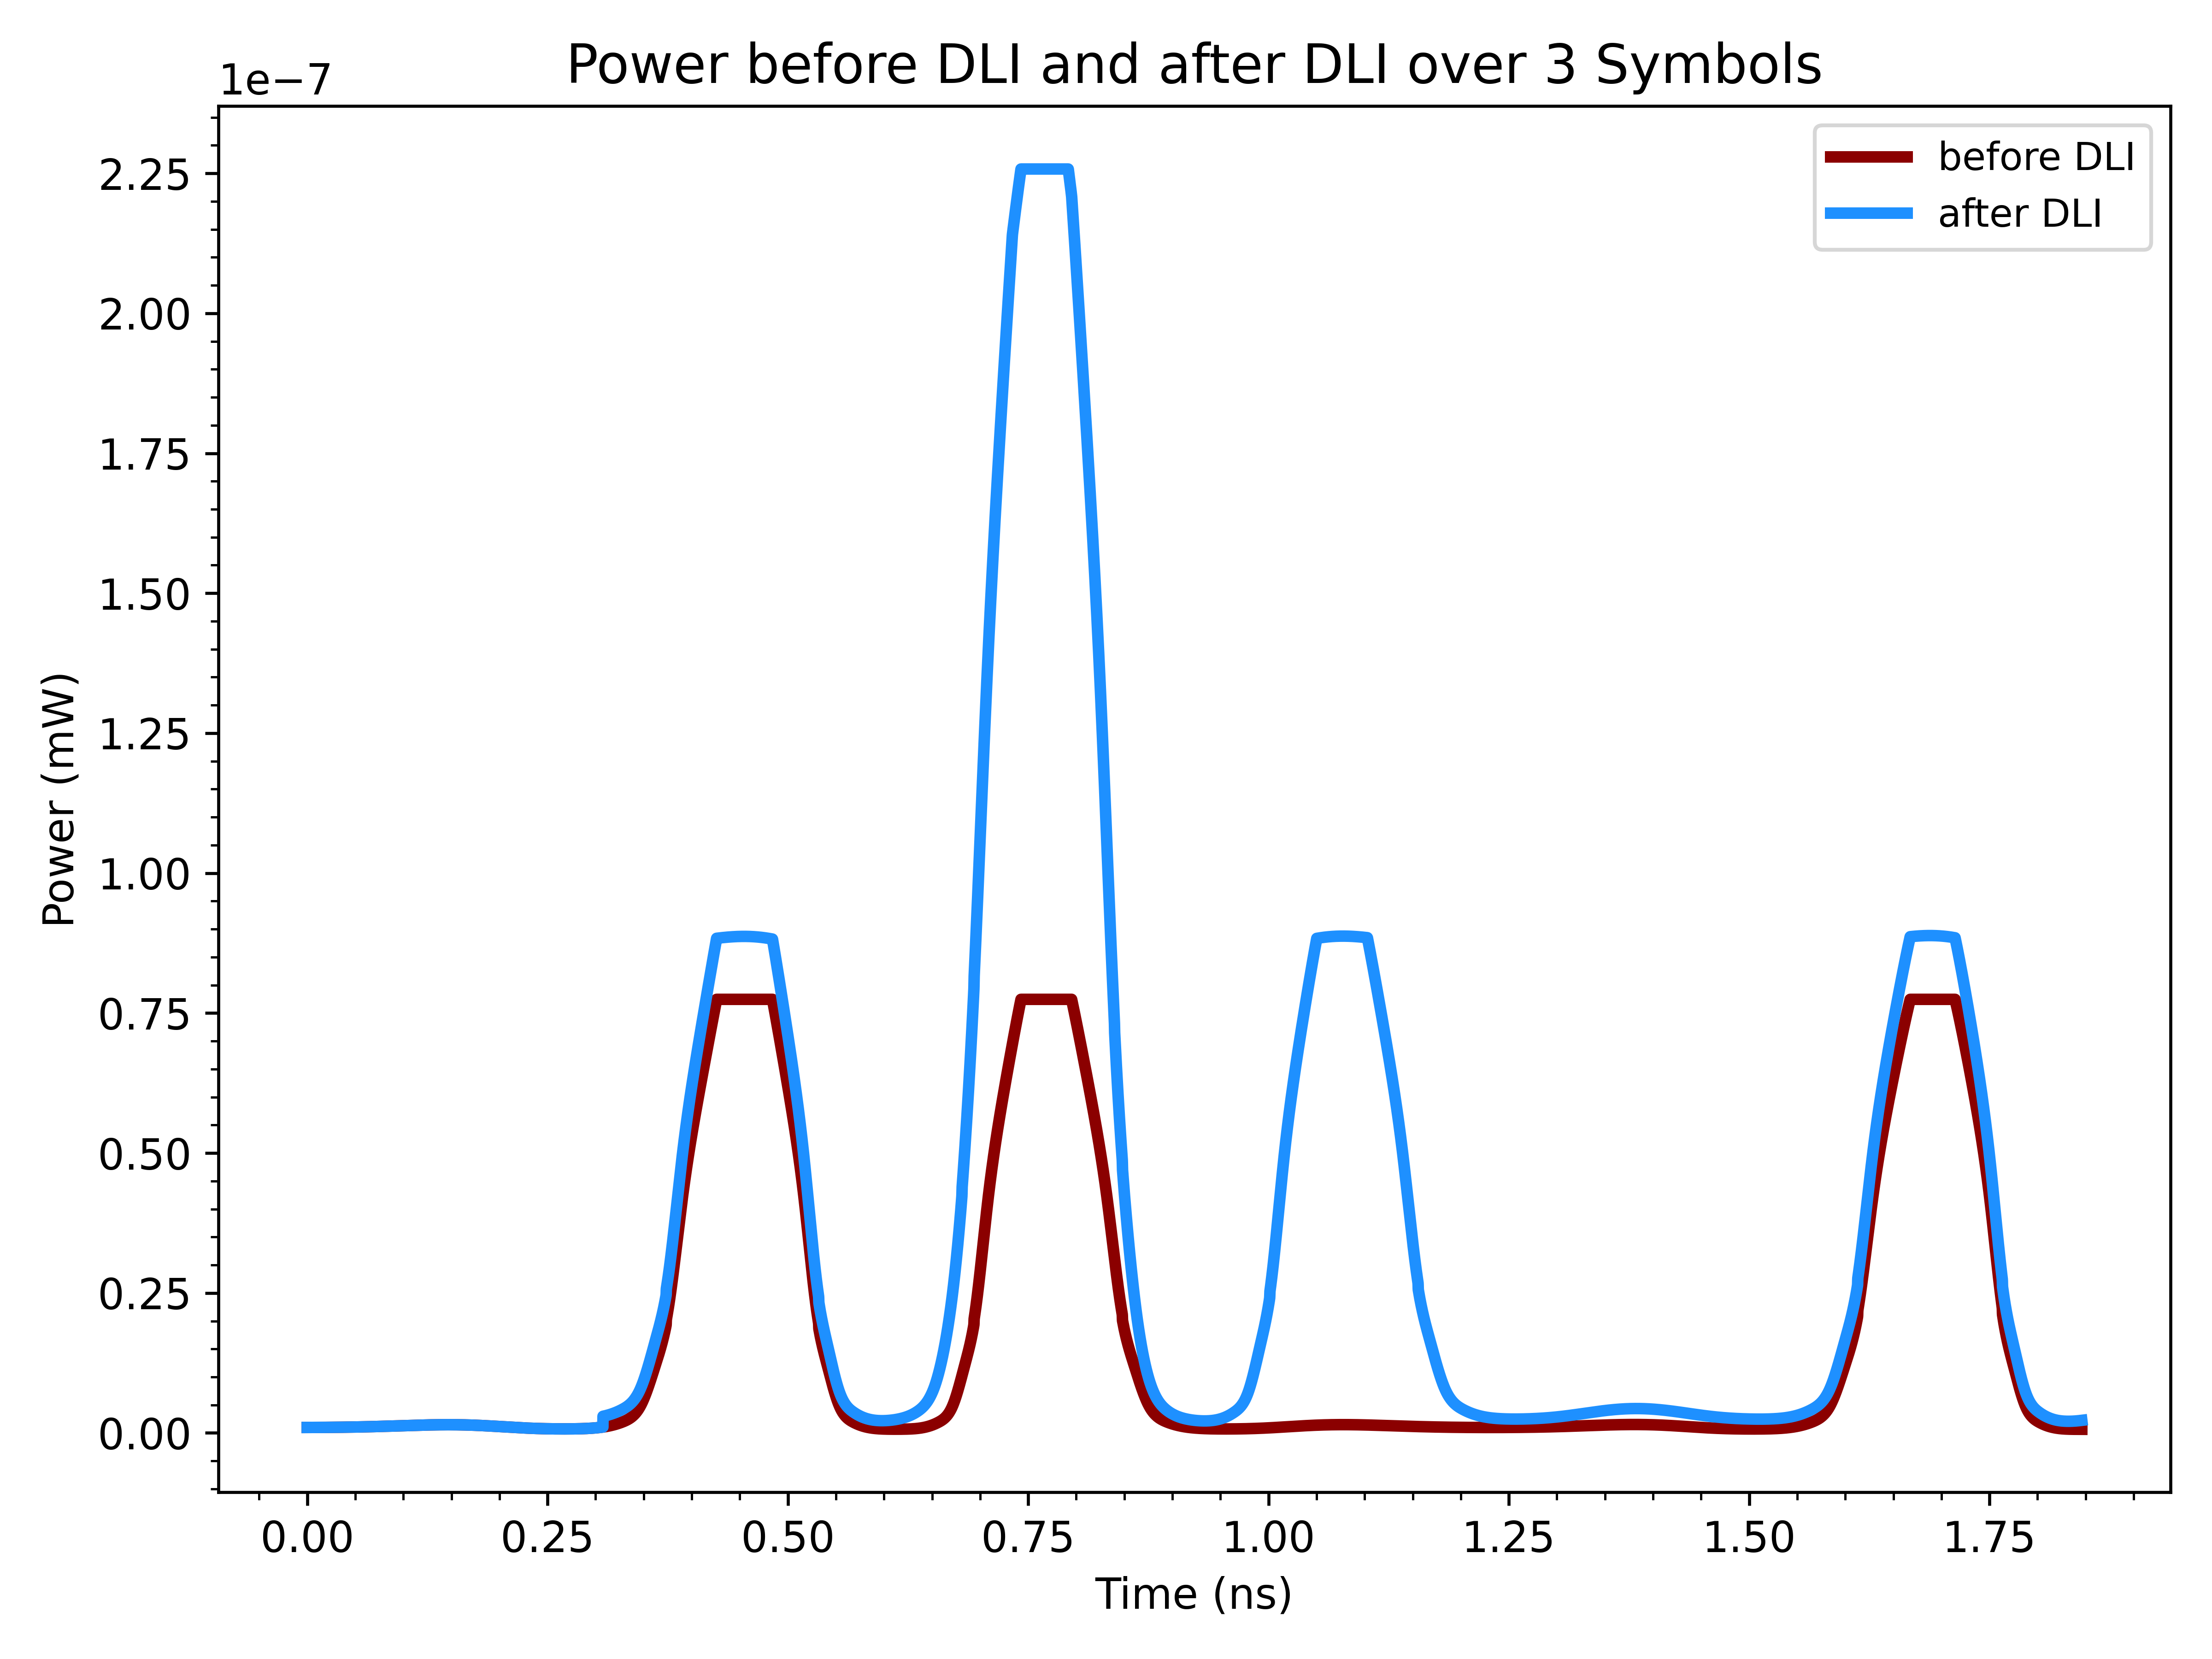 Power before DLI and after DLI over 3 Symbols
1e−7
before DLI
after DLI
2.25
2.00
1.75
1.50
1.25
1.00
0.75
0.50
0.25
0.00
Power (mW)
0.00 0.25 0.50 0.75 1.00 1.25 1.50 1.75
Time (ns)